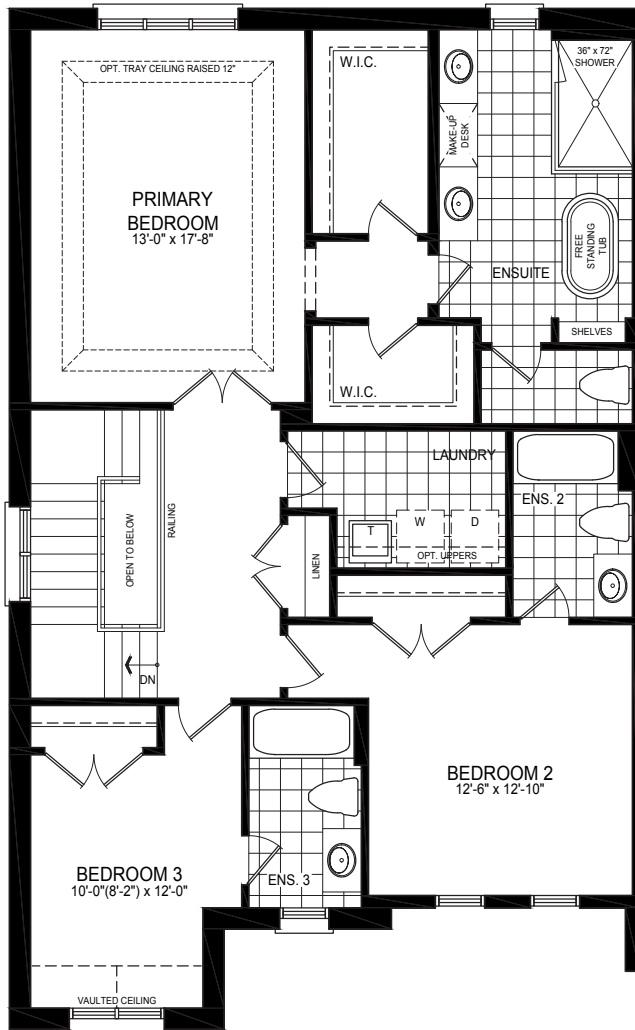 OPT. TRAY CEILING RAISED 12"
PRIMARY
BEDROOM
13'-0" x 17'-8"
W.I.C.
MAKE-UP
DESK
36" x 72"
SHOWER
FREE
STANDING
TUB
ENSUITE
SHELVES
W.I.C.
LAUNDRY
T
W
D
OPT. UPPERS
ENS. 2
OPEN TO BELOW
RAILING
LINEN
DN
BEDROOM 2
12'-6" x 12'-10"
BEDROOM 3
10'-0"(8'-2") x 12'-0"
ENS. 3
VAULTED CEILING